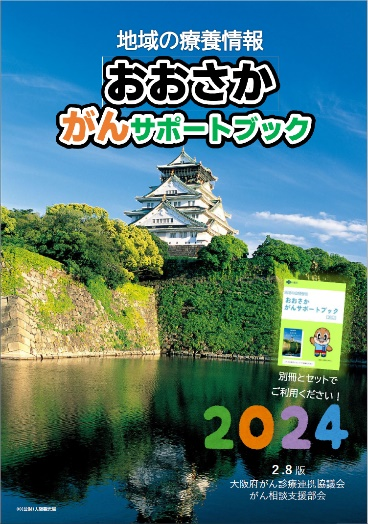 地域の療養情報
おおさか
がんサポートブック
おおさか
がんサポートブック
別冊とセットで
ご利用ください！
2024
2.8版
大阪府がん診療連携協議会
がん相談支援部会